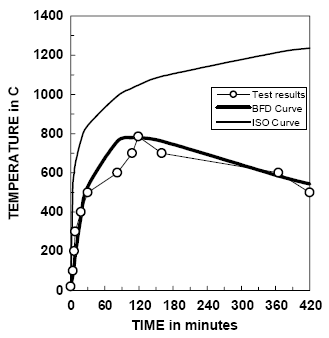 1400
1200
1000
800
600
400
200
0
TEMPERATURE in C
Test results
BFD Curve
ISO Curve
0 60 120 180 240 300 360 420
TIME in minutes